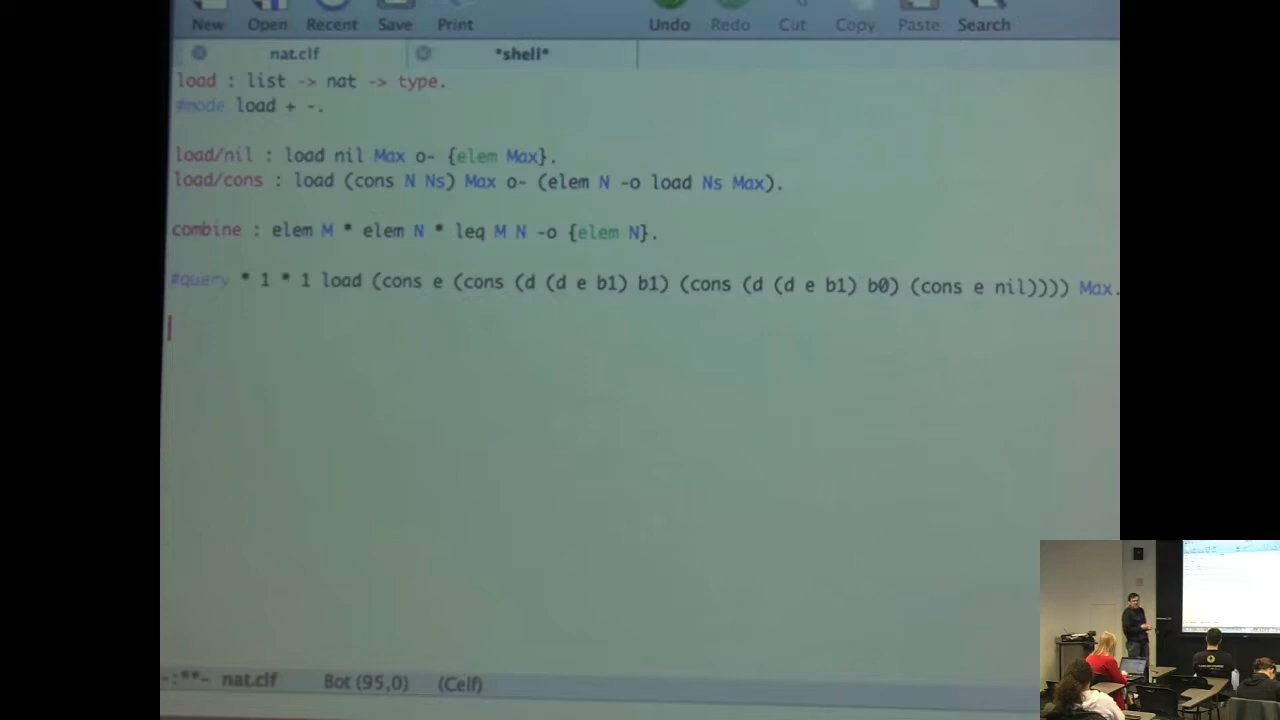 New Open Recent Save Print Undo Redo Cut Copy Paste Search
nat.clf *shell*
load : list -> nat -> type.
#mode load + -.
load/nil : load nil Max o- {elem Max}.
load/cons : load (cons N Ns) Max o- (elem N -o load Ns Max).
combine : elem M * elem N * leq M N -o {elem N}.
#query * 1 * 1 load (cons e (cons (d (d e b1) b1) (cons (d (d e b1) b0) (cons e nil)))) Max.
-:**- nat.clf Bot (95,0) (Celf)